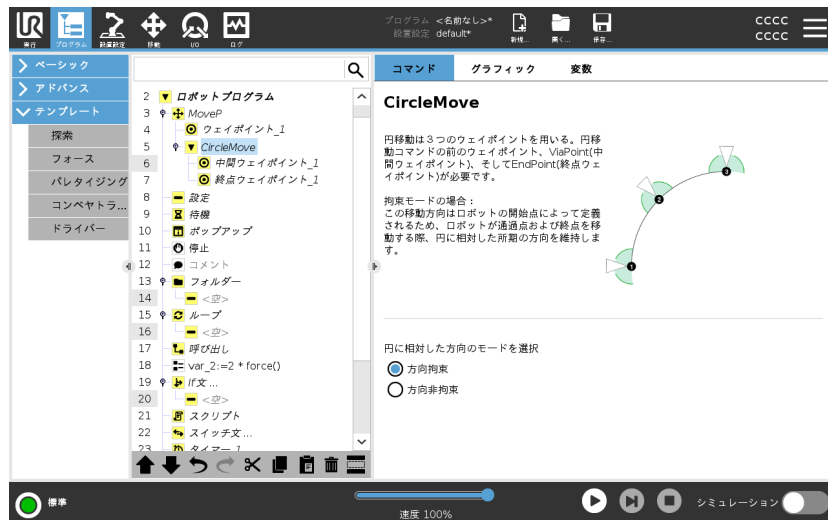 UR
実行
プログラム
設置設定
移動
I/O
ログ
プログラム <名前なし>*
設置設定 default*
新規...
開く...
保存...
CCCC
CCCC
ベーシック
アドバンス
テンプレート
探索
フォース
パレタイジング
コンベヤトラ...
ドライバー
2 ロボットプログラム
3 MoveP
4 ウェイポイント_1
5 CircleMove
6 中間ウェイポイント_1
7 終点ウェイポイント_1
8 設定
9 待機
10 ポップアップ
11 停止
12 コメント
13 フォルダー
14 <空>
15 ループ
16 <空>
17 呼び出し
18 var_2:=2 * force()
19 If文 ...
20 <空>
21 スクリプト
22 スイッチ文 ...
23 タイマー_1
コマンド
グラフィック
変数
CircleMove
円移動は３つのウェイポイントを用いる。円移
動コマンドの前のウェイポイント、ViaPoint(中
間ウェイポイント)、そしてEndPoint(終点ウェ
イポイント)が必要です。
拘束モードの場合：
この移動方向はロボットの開始点によって定義
されるため、ロボットが通過点および終点を移
動する際、円に相対した所期の方向を維持しま
す。
1
2
3
円に相対した方向のモードを選択
方向拘束
方向非拘束
標準
速度 100%
シミュレーション